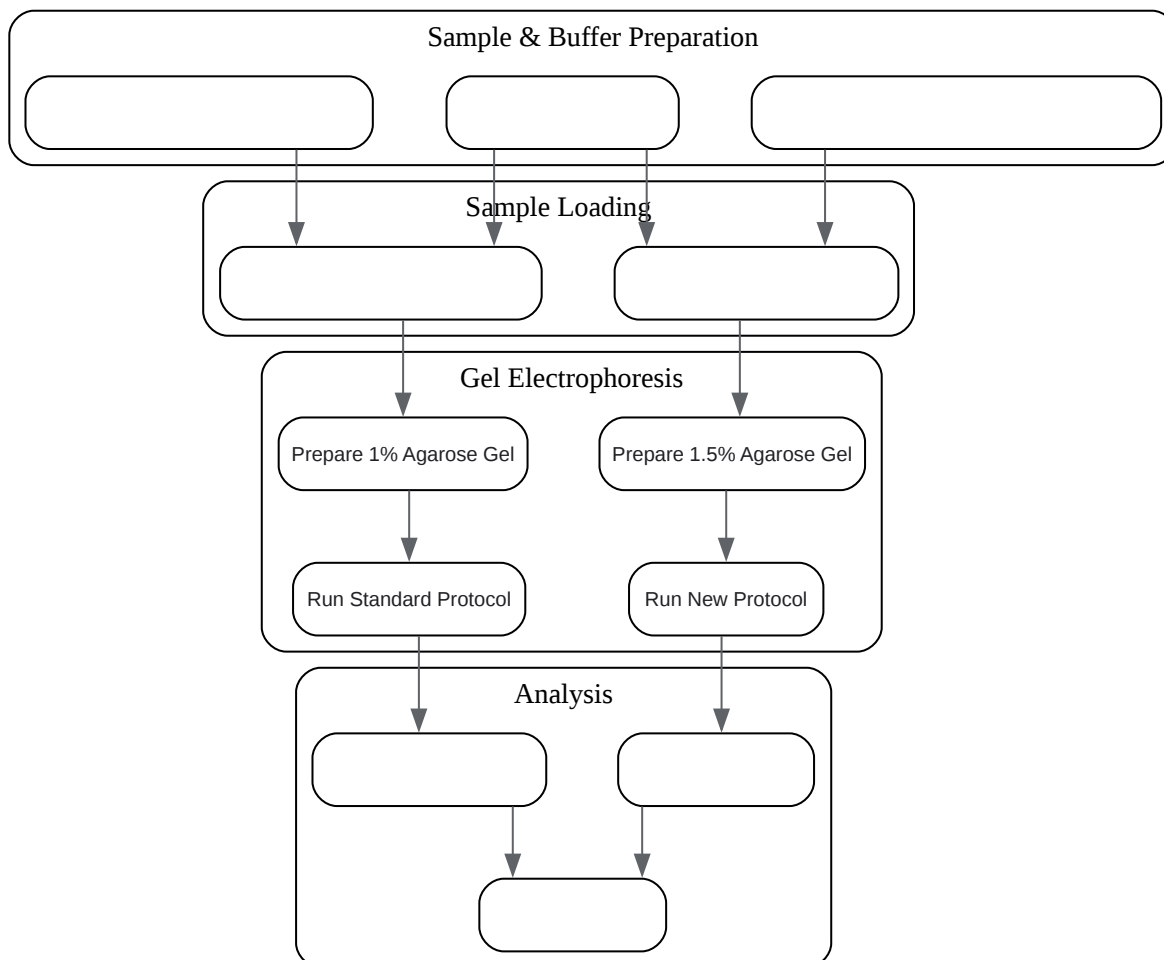 Sample & Buffer Preparation
Sample Loading
Gel Electrophoresis
Prepare 1% Agarose Gel
Prepare 1.5% Agarose Gel
Run Standard Protocol
Run New Protocol
Analysis